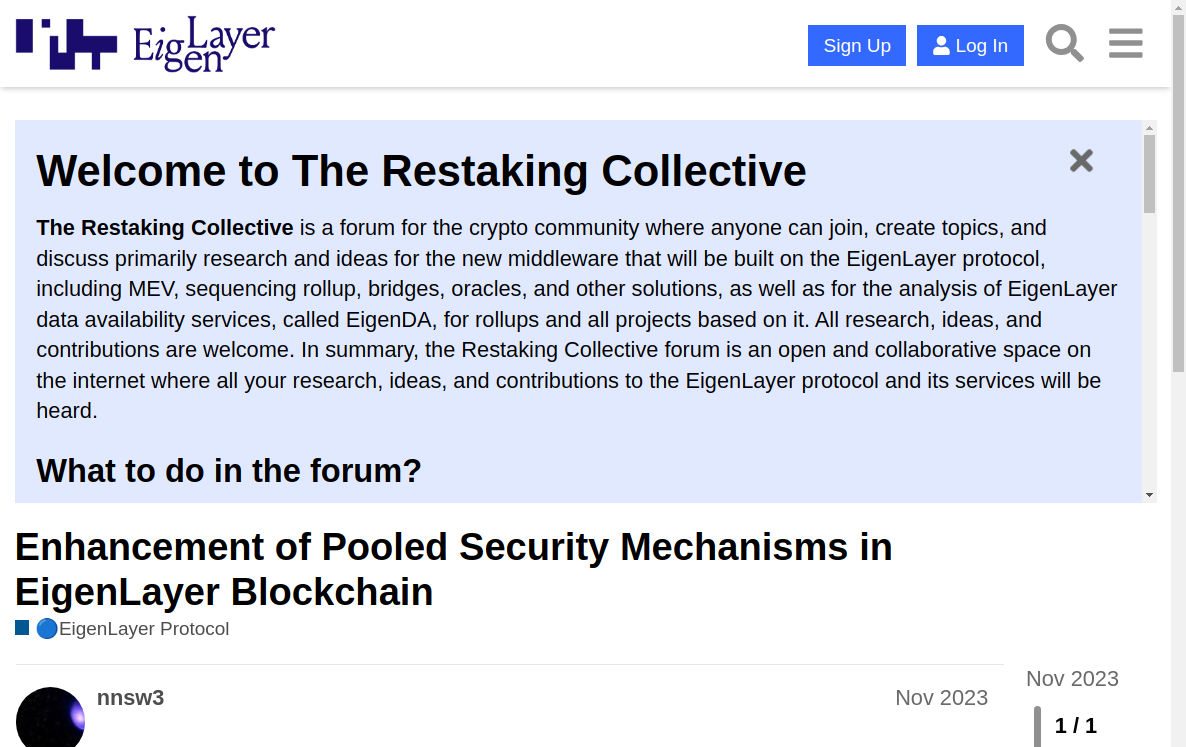 EigenLayer
Sign Up
Log In
Welcome to The Restaking Collective
The Restaking Collective is a forum for the crypto community where anyone can join, create topics, and
discuss primarily research and ideas for the new middleware that will be built on the EigenLayer protocol,
including MEV, sequencing rollup, bridges, oracles, and other solutions, as well as for the analysis of EigenLayer
data availability services, called EigenDA, for rollups and all projects based on it. All research, ideas, and
contributions are welcome. In summary, the Restaking Collective forum is an open and collaborative space on
the internet where all your research, ideas, and contributions to the EigenLayer protocol and its services will be
heard.
What to do in the forum?
Enhancement of Pooled Security Mechanisms in
EigenLayer Blockchain
EigenLayer Protocol
nnsw3
Nov 2023
Nov 2023
1 / 1